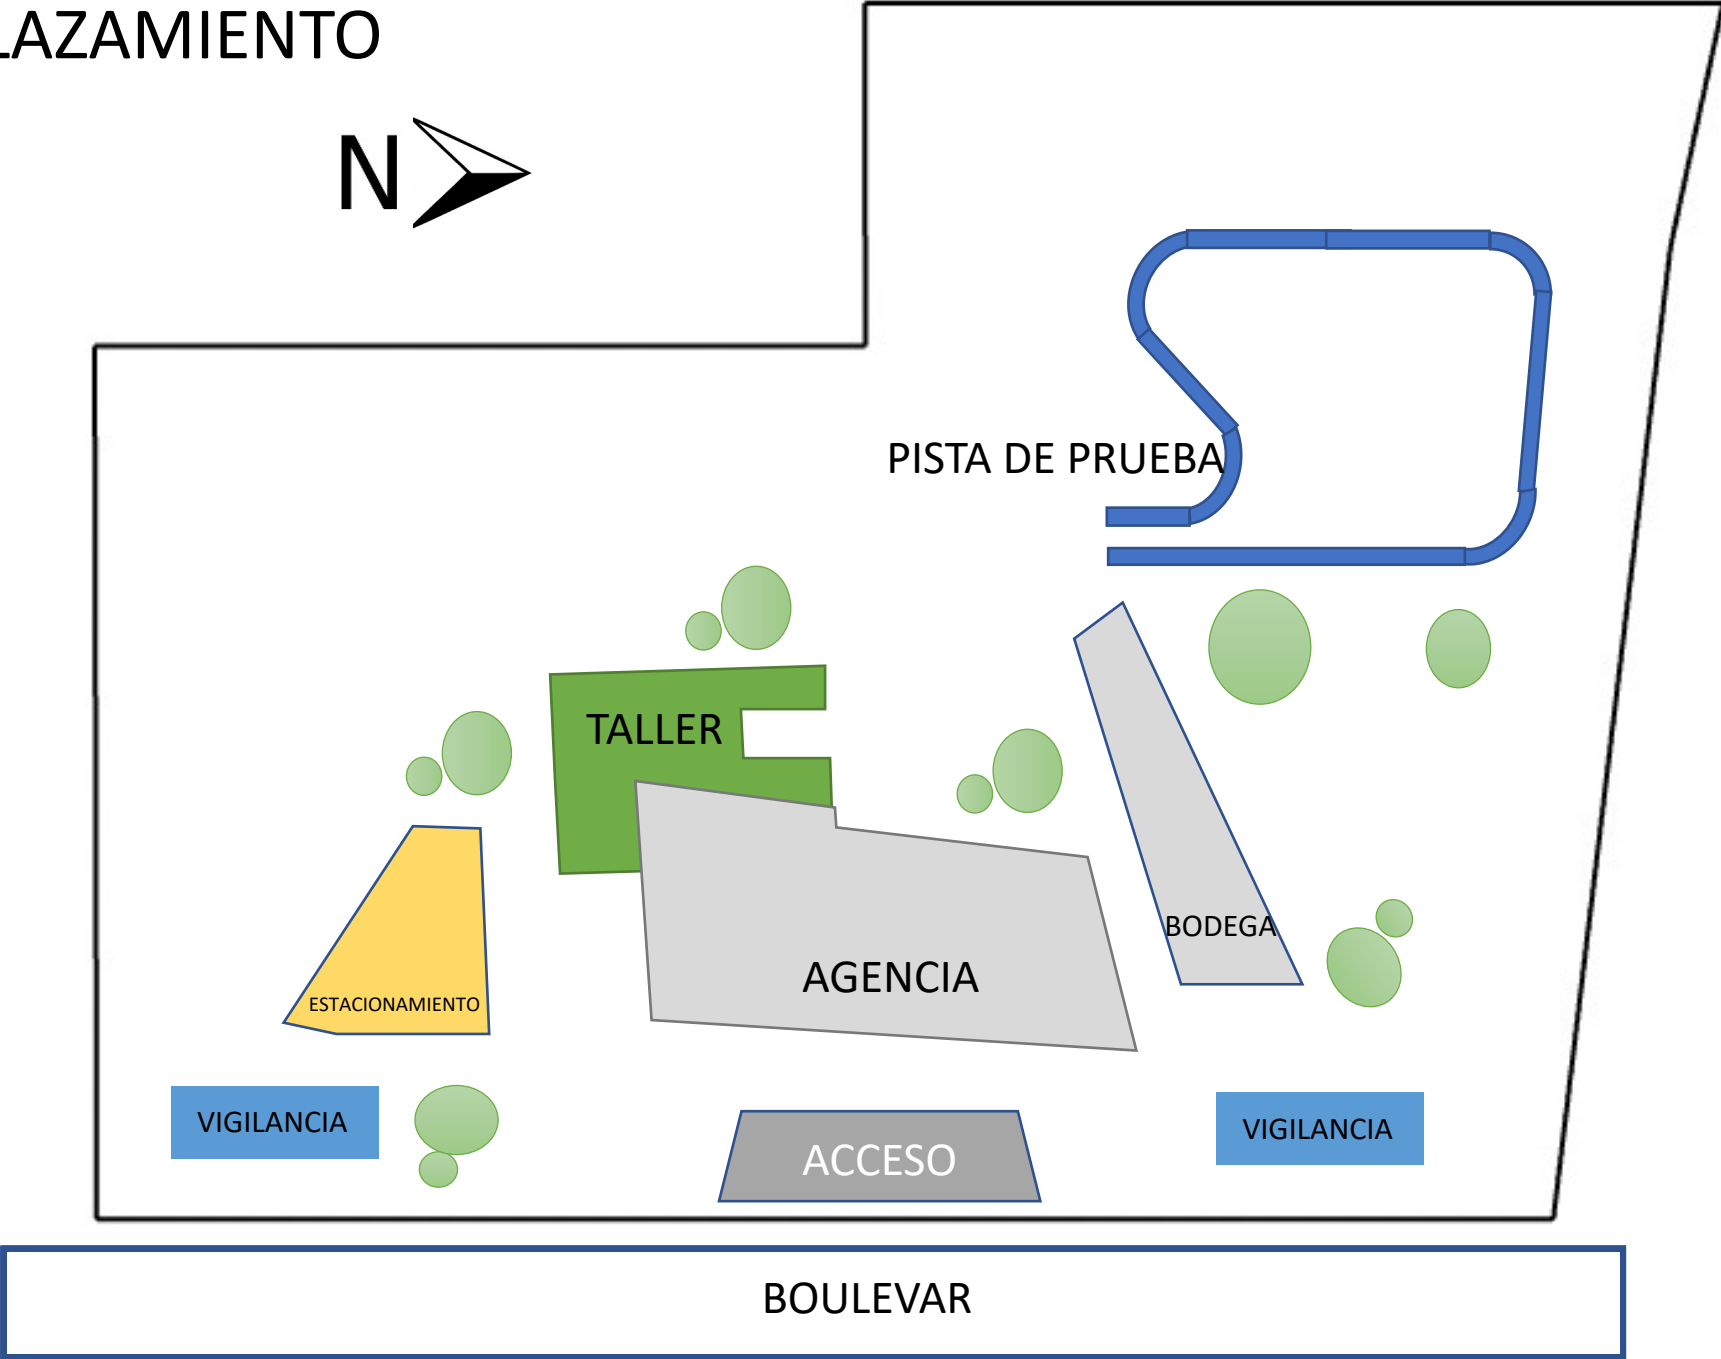 LAZAMIENTO
N
PISTA DE PRUEBA
TALLER
BODEGA
AGENCIA
ESTACIONAMIENTO
VIGILANCIA
VIGILANCIA
ACCESO
BOULEVAR